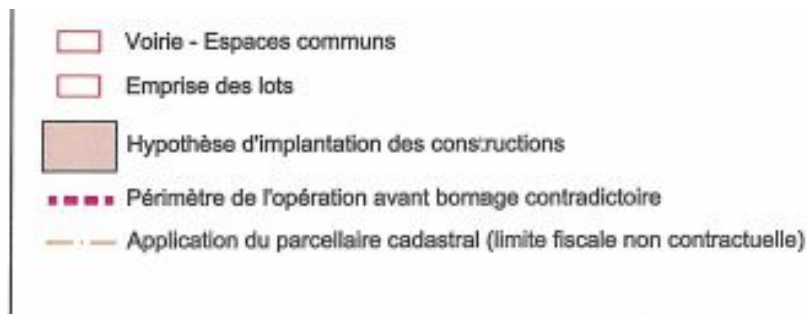 Voirie - Espaces communs
Emprise des lots
Hypothèse d'implantation des constructions
Périmètre de l'opération avant bornage contradictoire
Application du parcellaire cadastral (limite fiscale non contractuelle)